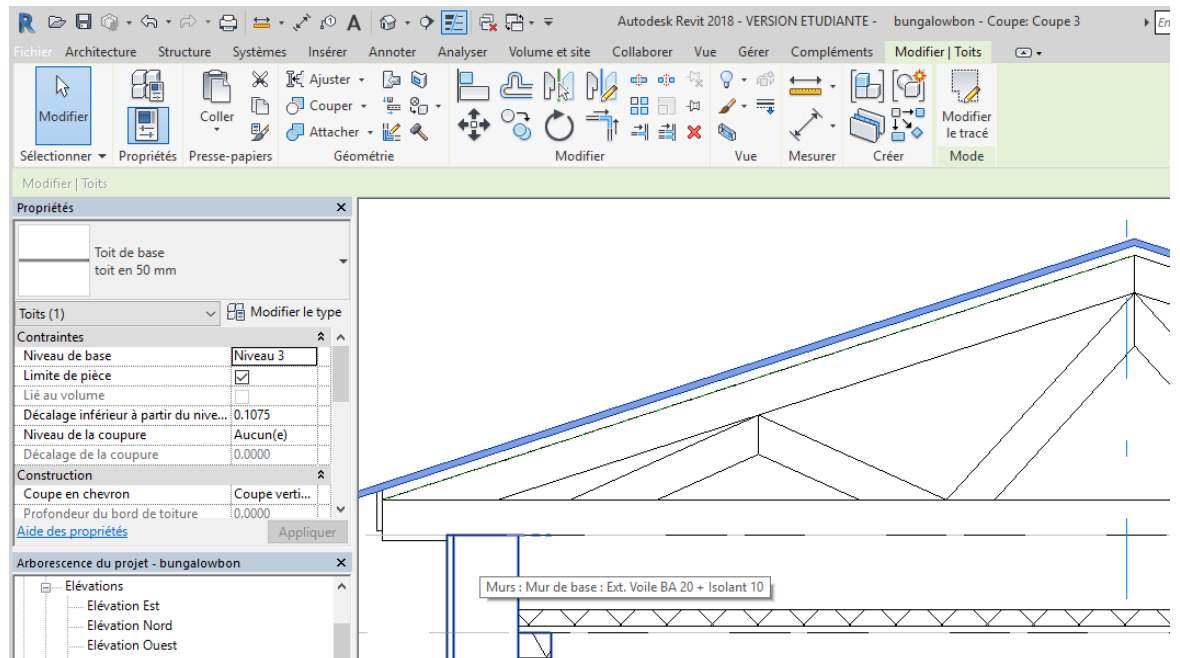 R A Autodesk Revit 2018 - VERSION ETUDIANTE - bungalowbon - Coupe: Coupe 3 En
Fichier Architecture Structure Systèmes Insérer Annoter Analyser Volume et site Collaborer Vue Gérer Compléments Modifier | Toits
Modifier Coller Ajuster Couper Attacher Modifier le tracé
Sélectionner Propriétés Presse-papiers Géométrie Modifier Vue Mesurer Créer Mode
Modifier | Toits
Propriétés X
Toit de base
toit en 50 mm
Toits (1) Modifier le type
Contraintes
Niveau de base Niveau 3
Limite de pièce
Lié au volume
Décalage inférieur à partir du nive... 0.1075
Niveau de la coupure Aucun(e)
Décalage de la coupure 0.0000
Construction
Coupe en chevron Coupe verti...
Profondeur du bord de toiture 0.0000
Aide des propriétés Appliquer
Arborescence du projet - bungalowbon X
Elévations
Elévation Est
Elévation Nord
Elévation Ouest
Murs : Mur de base : Ext. Voile BA 20 + Isolant 10